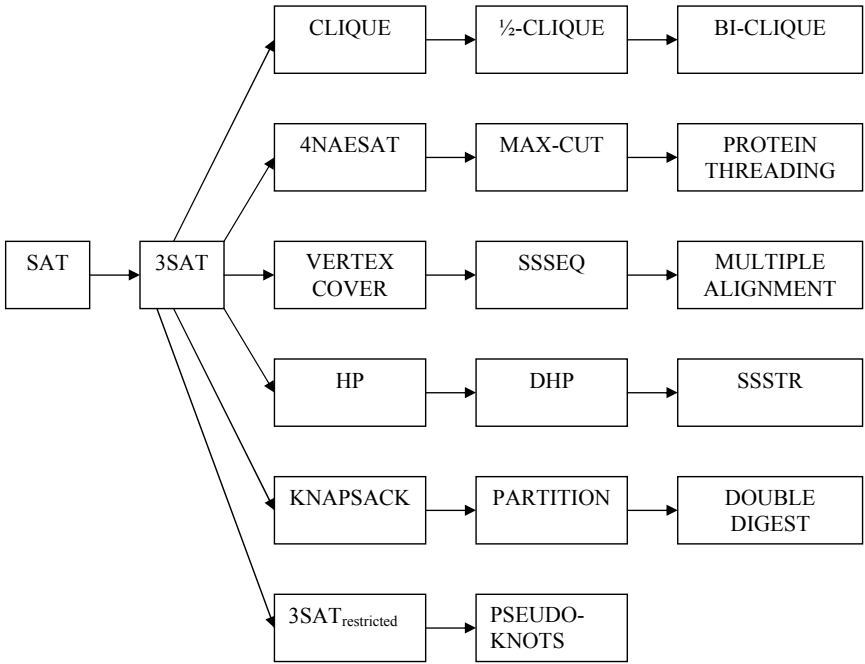 CLIQUE
½-CLIQUE
BI-CLIQUE
4NAESAT
MAX-CUT
PROTEIN
THREADING
SAT
3SAT
VERTEX
COVER
SSSEQ
MULTIPLE
ALIGNMENT
HP
DHP
SSSTR
KNAPSACK
PARTITION
DOUBLE
DIGEST
3SATrestricted
PSEUDO-
KNOTS